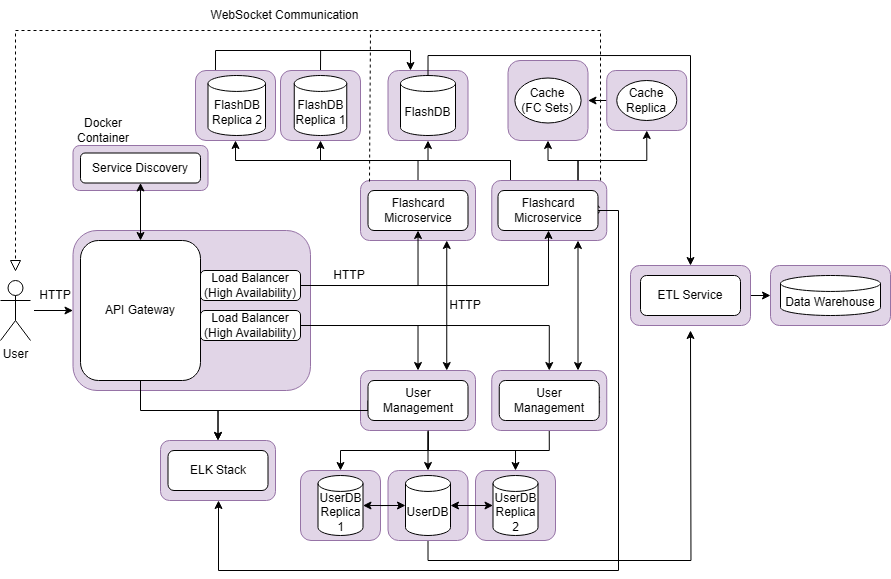 WebSocket Communication
FlashDB
Replica 2
FlashDB
Replica 1
FlashDB
Cache
(FC Sets)
Cache
Replica
Docker
Container
Service Discovery
Flashcard
Microservice
Flashcard
Microservice
HTTP
API Gateway
Load Balancer
(High Availability)
Load Balancer
(High Availability)
HTTP
HTTP
User
ETL Service
Data Warehouse
User
Management
User
Management
ELK Stack
UserDB
Replica
1
UserDB
UserDB
Replica
2